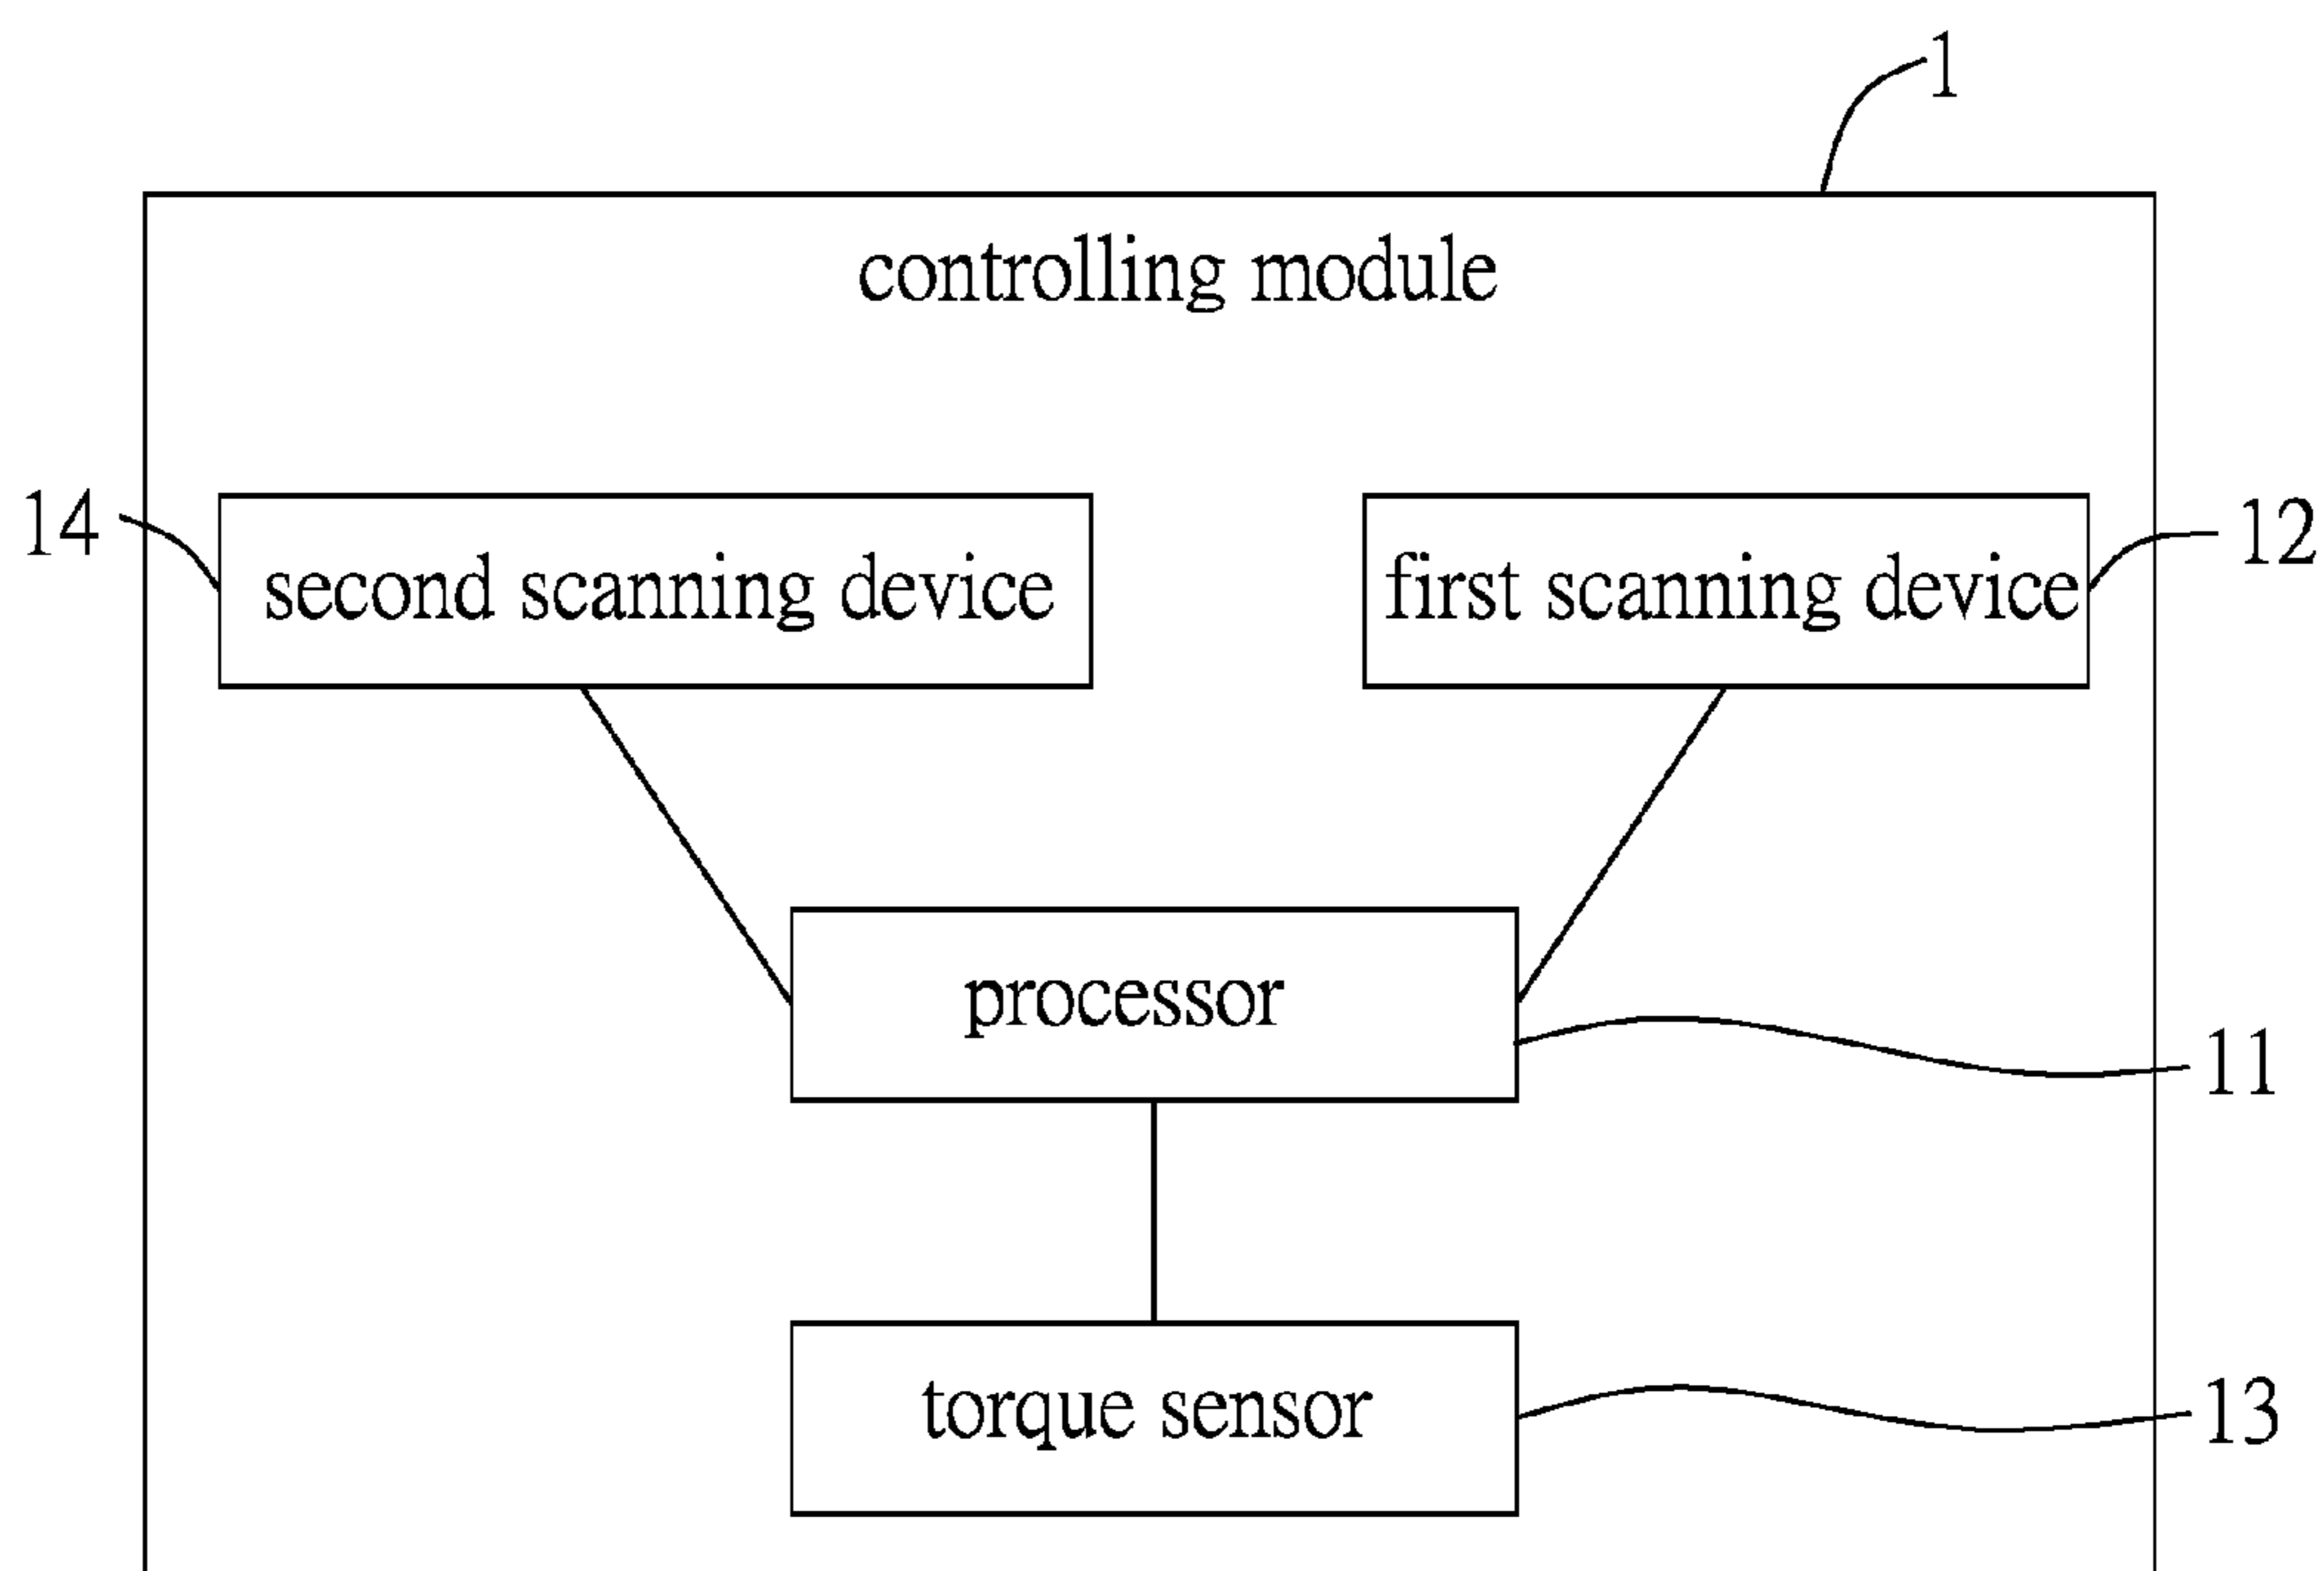 1
controlling module
14
second scanning device
first scanning device
12
processor
11
torque sensor
13